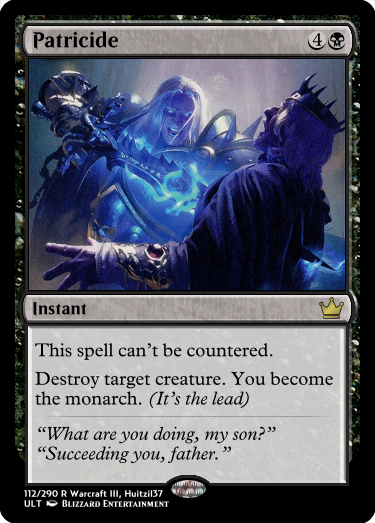 Patricide 4
Instant
This spell can't be countered.
Destroy target creature. You become
the monarch. (It's the lead)
“What are you doing, my son?”
“Succeeding you, father.”
112/290 R Warcraft III, Huitzil37
ULT Blizzard Entertainment